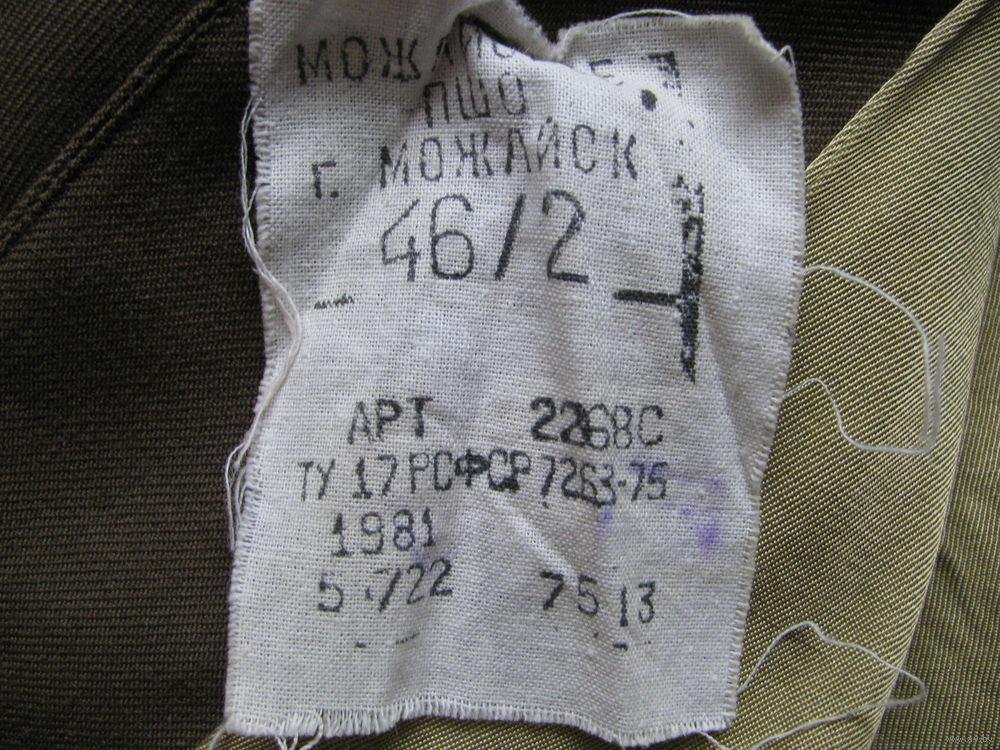 ПШО
Г. МОЖАЙСК
46/2
АРТ 2268С
ТУ 17 РСФСР 7263-75
1981
75 13